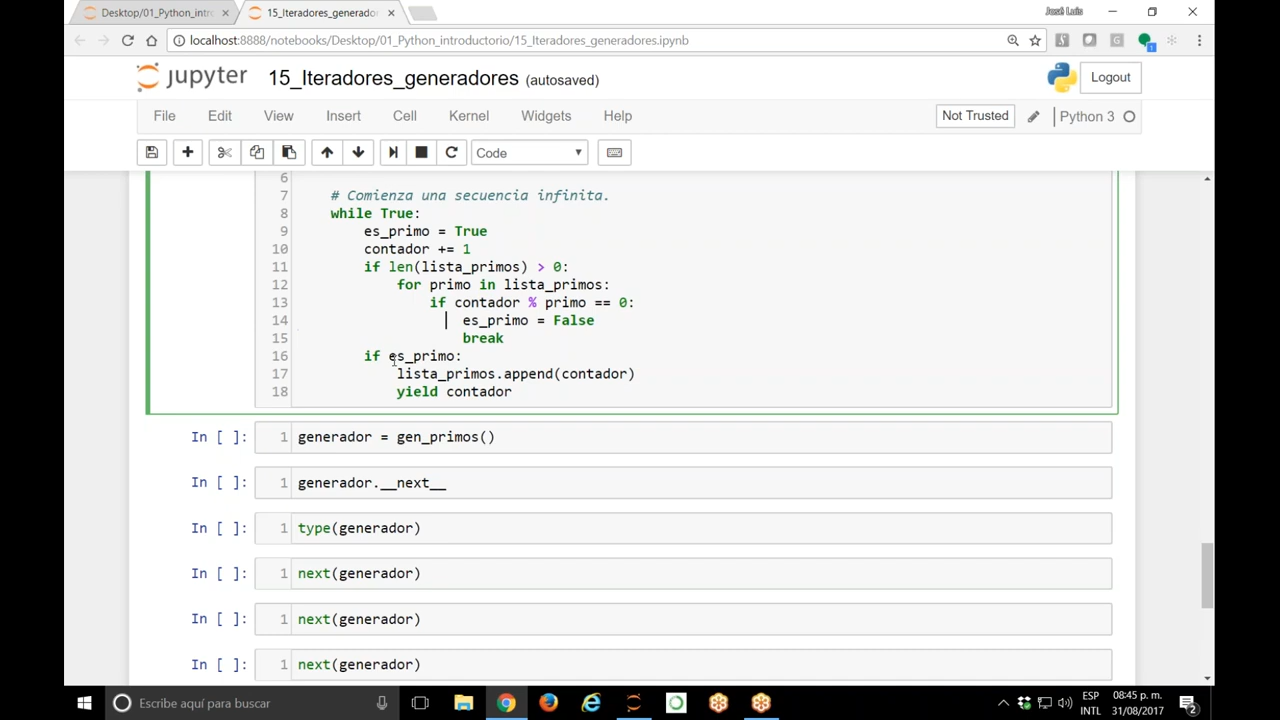 Desktop/01_Python_intro
15_Iteradores_generador
José Luis
localhost:8888/notebooks/Desktop/01_Python_introductorio/15_Iteradores_generadores.ipynb
jupyter 15_Iteradores_generadores (autosaved)
Logout
File Edit View Insert Cell Kernel Widgets Help
Not Trusted
Python 3
Code
6
7 # Comienza una secuencia infinita.
8 while True:
9 es_primo = True
10 contador += 1
11 if len(lista_primos) > 0:
12 for primo in lista_primos:
13 if contador % primo == 0:
14 es_primo = False
15 break
16 if es_primo:
17 lista_primos.append(contador)
18 yield contador
In [ ]: 1 generador = gen_primos()
In [ ]: 1 generador.__next__
In [ ]: 1 type(generador)
In [ ]: 1 next(generador)
In [ ]: 1 next(generador)
In [ ]: 1 next(generador)
Escribe aquí para buscar
ESP 08:45 p. m.
INTL 31/08/2017
2